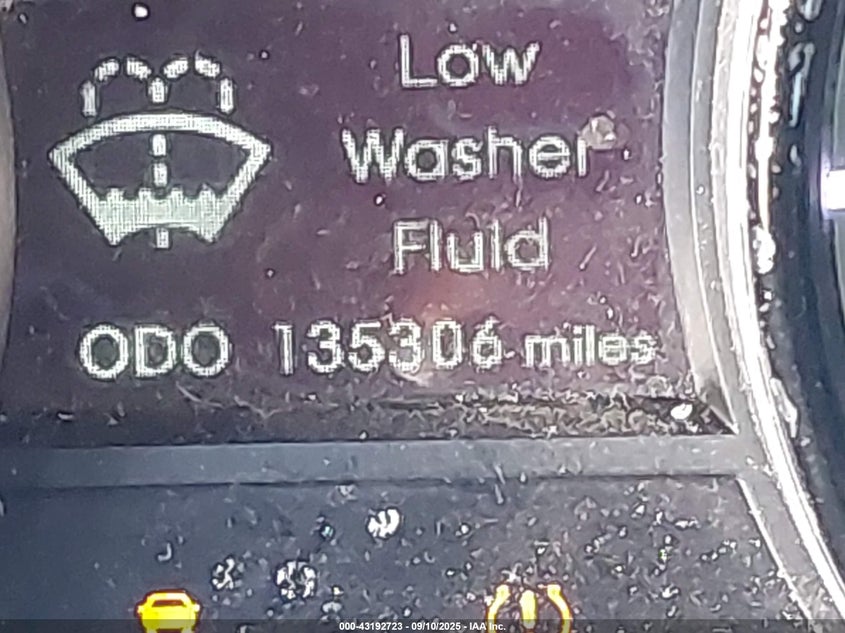 Low
Washer
Fluid
ODO 135306 miles
000-43192723 - 09/10/2025 - IAA Inc.